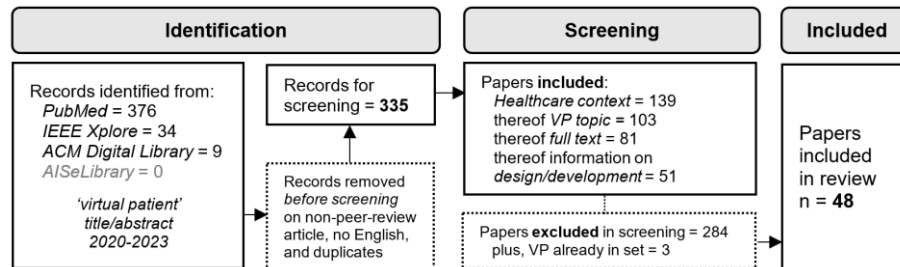 Identification
Screening
Included
Records identified from:
PubMed = 376
IEEE Xplore = 34
ACM Digital Library = 9
AISeLibrary = 0
'virtual patient'
title/abstract
2020-2023
Records for
screening = 335
Records removed
before screening
on non-peer-review
article, no English,
and duplicates
Papers included:
Healthcare context = 139
thereof VP topic = 103
thereof full text = 81
thereof information on
design/development = 51
Papers excluded in screening = 284
plus, VP already in set = 3
Papers
included
in review
n = 48